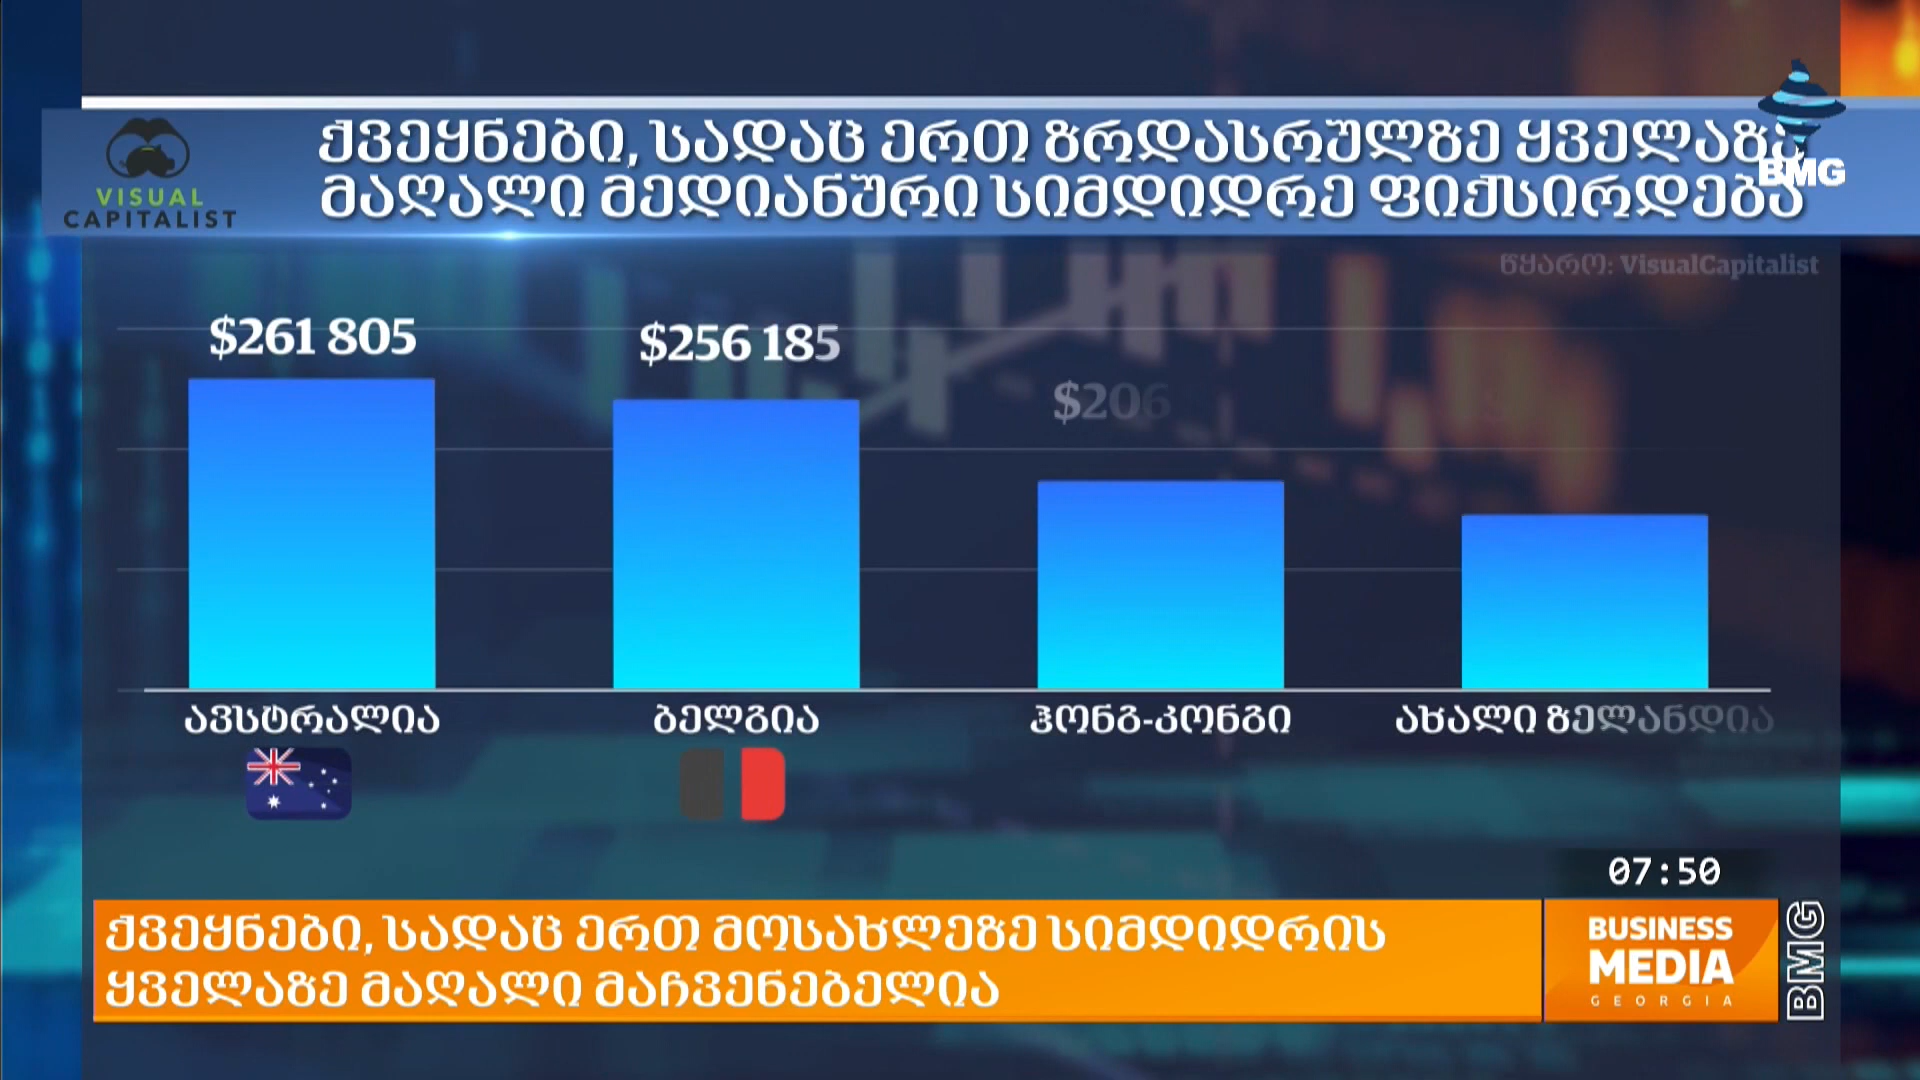 ქვეყნები, სადაც ერთ ზრდასრულზე ყველაზე
მაღალი მედიანური სიმდიდრე ფიქსირდება
VISUAL
CAPITALIST
BMG
წყარო: VisualCapitalist
$261 805
$256 185
$206
ავსტრალია
ბელგია
ჰონგ-კონგი
ახალი ზელანდია
07:50
ქვეყნები, სადაც ერთ მოსახლეზე სიმდიდრის
ყველაზე მაღალი მაჩვენებელია
BUSINESS
MEDIA
GEORGIA
BMG